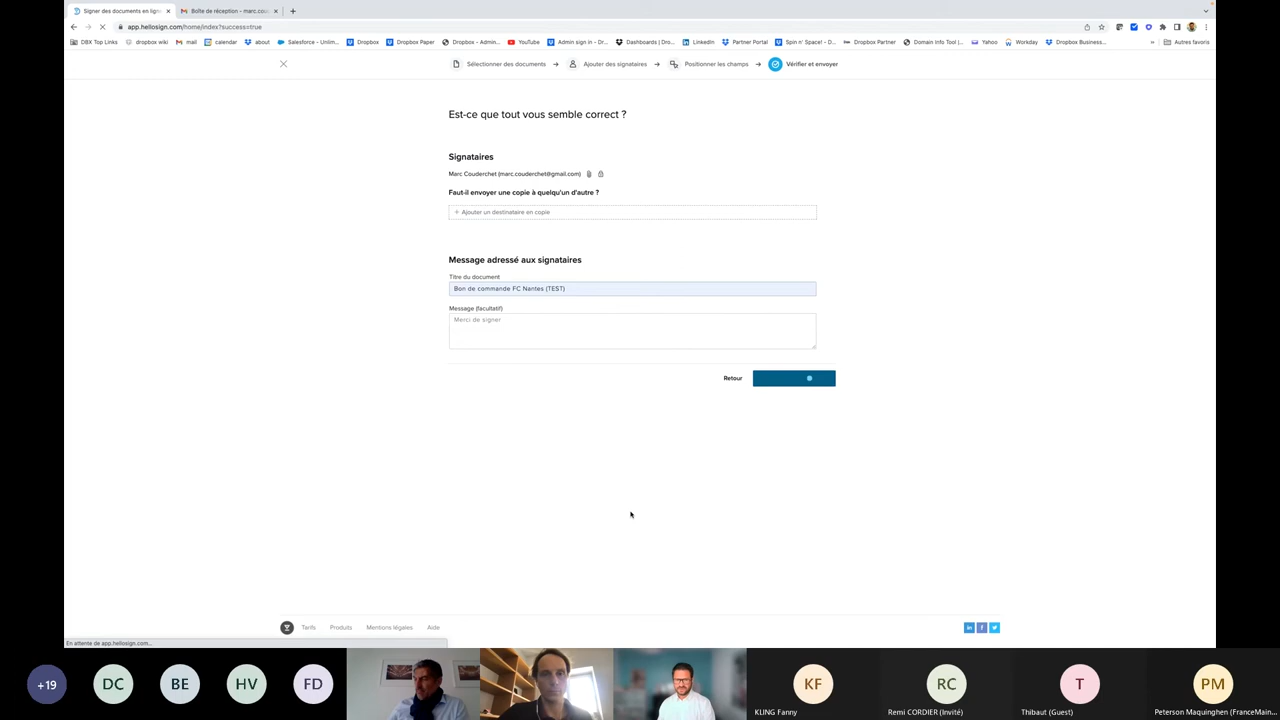 Signer des documents en lign
Boîte de réception - marc.cou
app.hellosign.com/home/index?success=true
DBX Top Links
dropbox wiki
mail
calendar
about
Salesforce - Unlim...
Dropbox
Dropbox Paper
Dropbox - Admin...
YouTube
Admin sign in - Dr...
Dashboards | Dro...
LinkedIn
Partner Portal
Spin n' Space! - D...
Dropbox Partner
Domain Info Tool |...
Yahoo
Workday
Dropbox Business...
»
Autres favoris
Sélectionner des documents
Ajouter des signataires
Positionner les champs
Vérifier et envoyer
Est-ce que tout vous semble correct ?
Signataires
Marc Couderchet (marc.couderchet@gmail.com)
Faut-il envoyer une copie à quelqu'un d'autre ?
+ Ajouter un destinataire en copie
Message adressé aux signataires
Titre du document
Bon de commande FC Nantes (TEST)
Message (facultatif)
Merci de signer
Retour
Tarifs
Produits
Mentions légales
Aide
En attente de app.hellosign.com...
+19
DC
BE
HV
FD
KF
KLING Fanny
RC
Remi CORDIER (Invité)
T
Thibaut (Guest)
PM
Peterson Maquinghen (FranceMain...